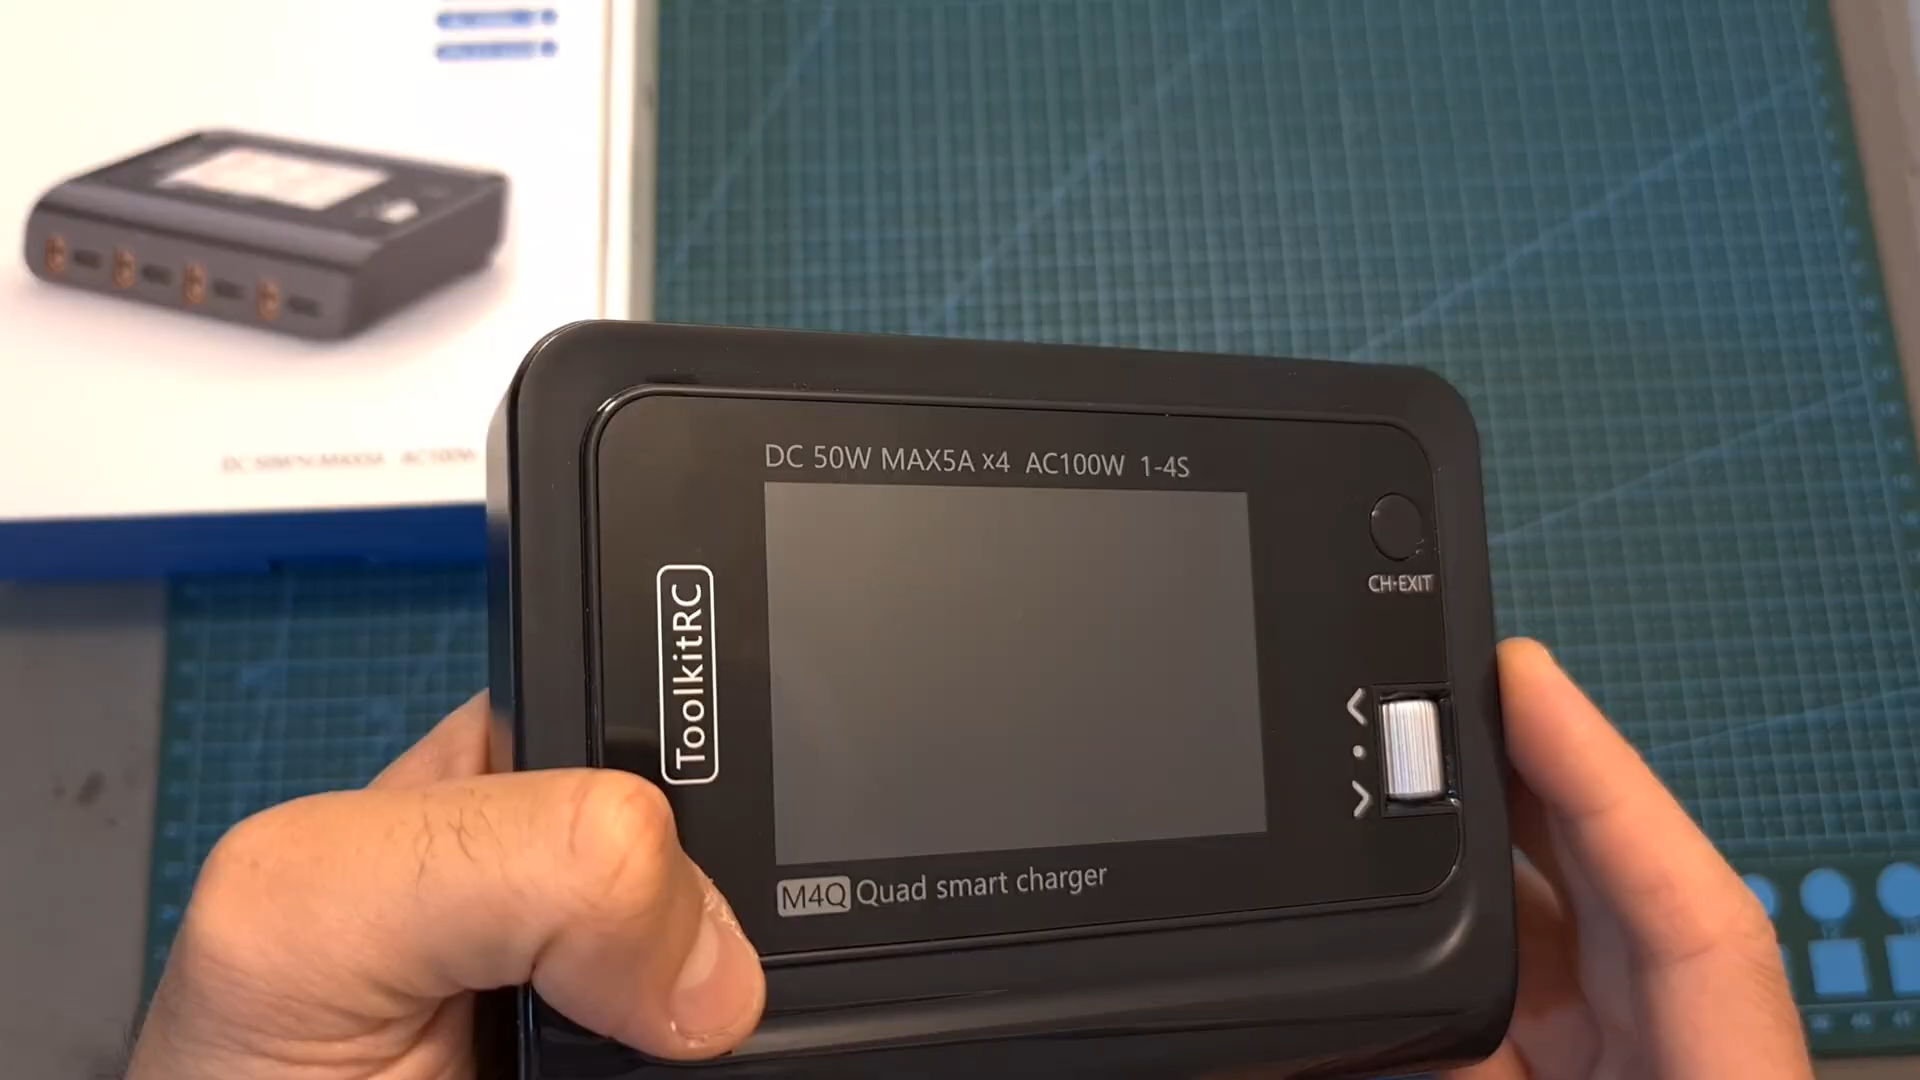 DC 50W MAX5A x4 AC100W 1-4S
CH•EXIT
ToolkitRC
M4Q Quad smart charger